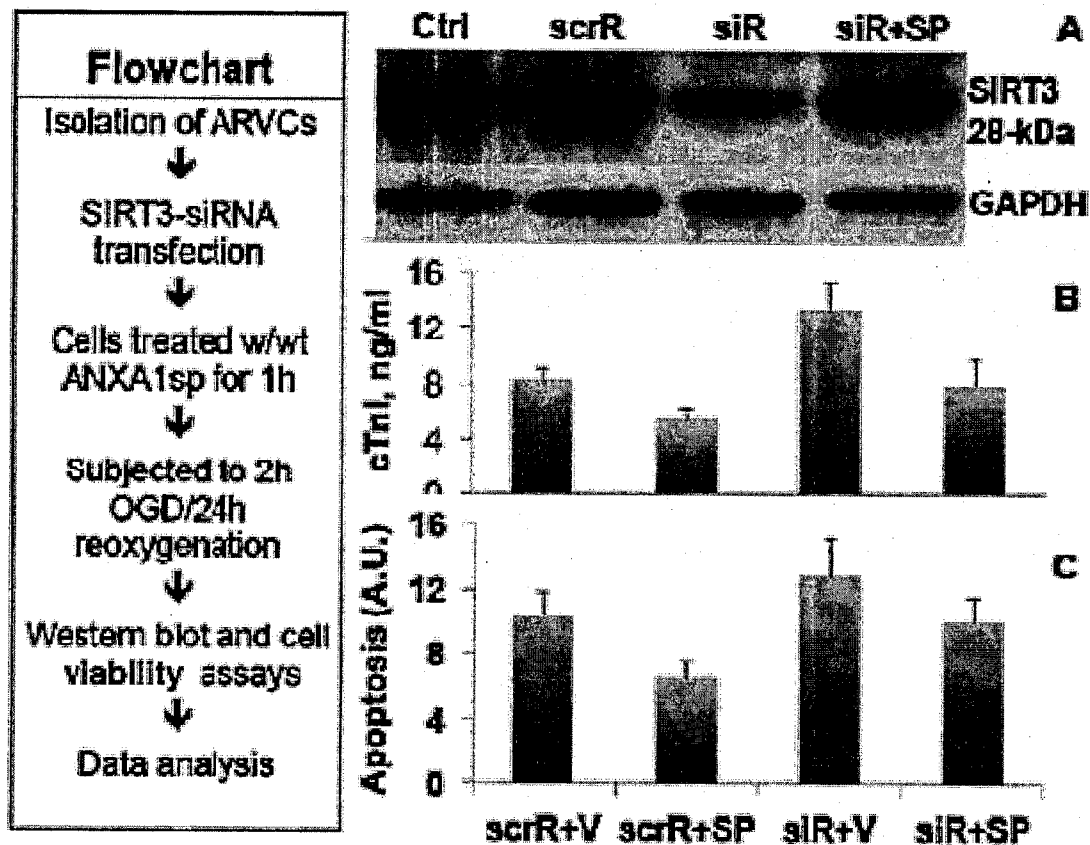 Flowchart
Isolation of ARVCs
SIRT3-siRNA
transfection
Cells treated w/wt
ANXA1sp for 1h
Subjected to 2h
OGD/24h
reoxygenation
Western blot and cell
viability assays
Data analysis
Ctrl scrR siR siR+SP A
SIRT3
28-kDa
GAPDH
B
cTnI, ng/ml
16
12
8
4
0
C
Apoptosis (A.U.)
16
12
8
4
0
scrR+V scrR+SP siR+V siR+SP